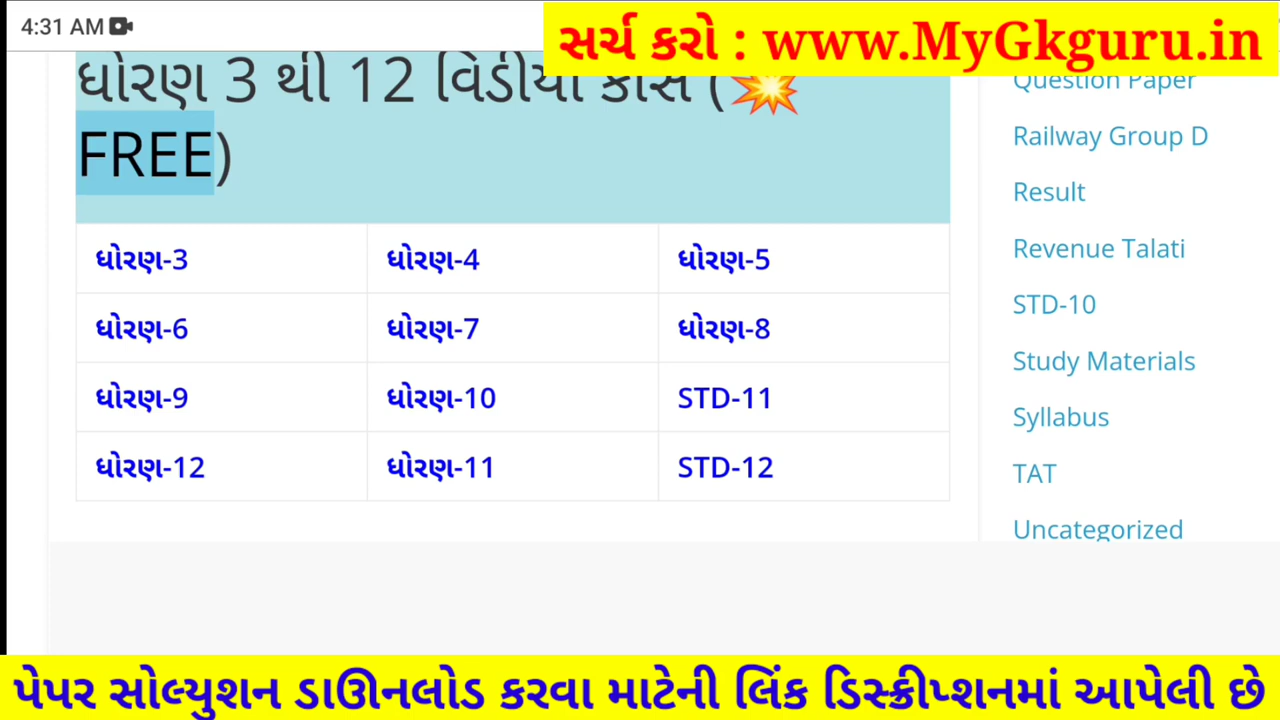 4:31 AM
સર્ચ કરો : www.MyGkguru.in
ધોરણ 3 થી 12 વિડીયો કોર્સ (💥
FREE)
ધોરણ-3 ધોરણ-4 ધોરણ-5
ધોરણ-6 ધોરણ-7 ધોરણ-8
ધોરણ-9 ધોરણ-10 STD-11
ધોરણ-12 ધોરણ-11 STD-12
Question Paper
Railway Group D
Result
Revenue Talati
STD-10
Study Materials
Syllabus
TAT
Uncategorized
પેપર સોલ્યુશન ડાઊનલોડ કરવા માટેની લિંક ડિસ્ક્રીપ્શનમાં આપેલી છે